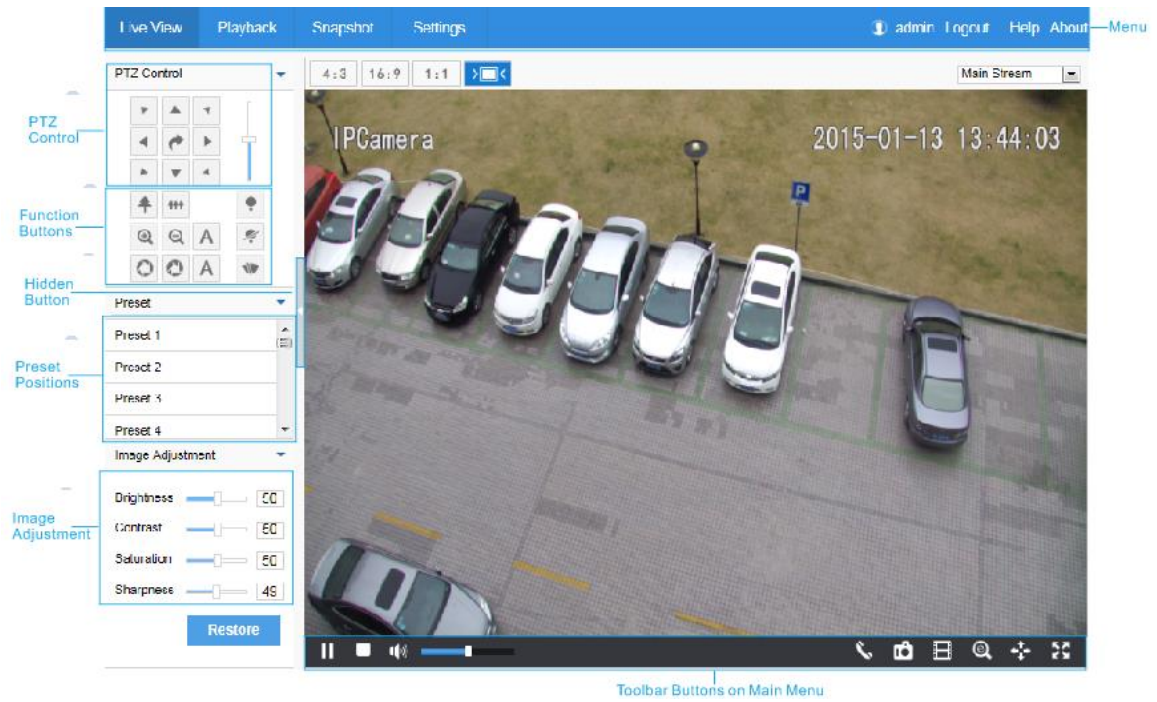 Live View Playback Snapshot Settings admin Logout Help About
Menu
PTZ Control
4:3 16:9 1:1
Main Stream
PTZ
Control
IPCamera
2015-01-13 13:44:03
P
Function
Buttons
A
A
Hidden
Button
Preset
Preset 1
Preset 2
Preset 3
Preset 4
Preset
Positions
Image Adjustment
Brightness 50
Contrast 50
Saturation 50
Sharpness 49
Image
Adjustment
Restore
Toolbar Buttons on Main Menu